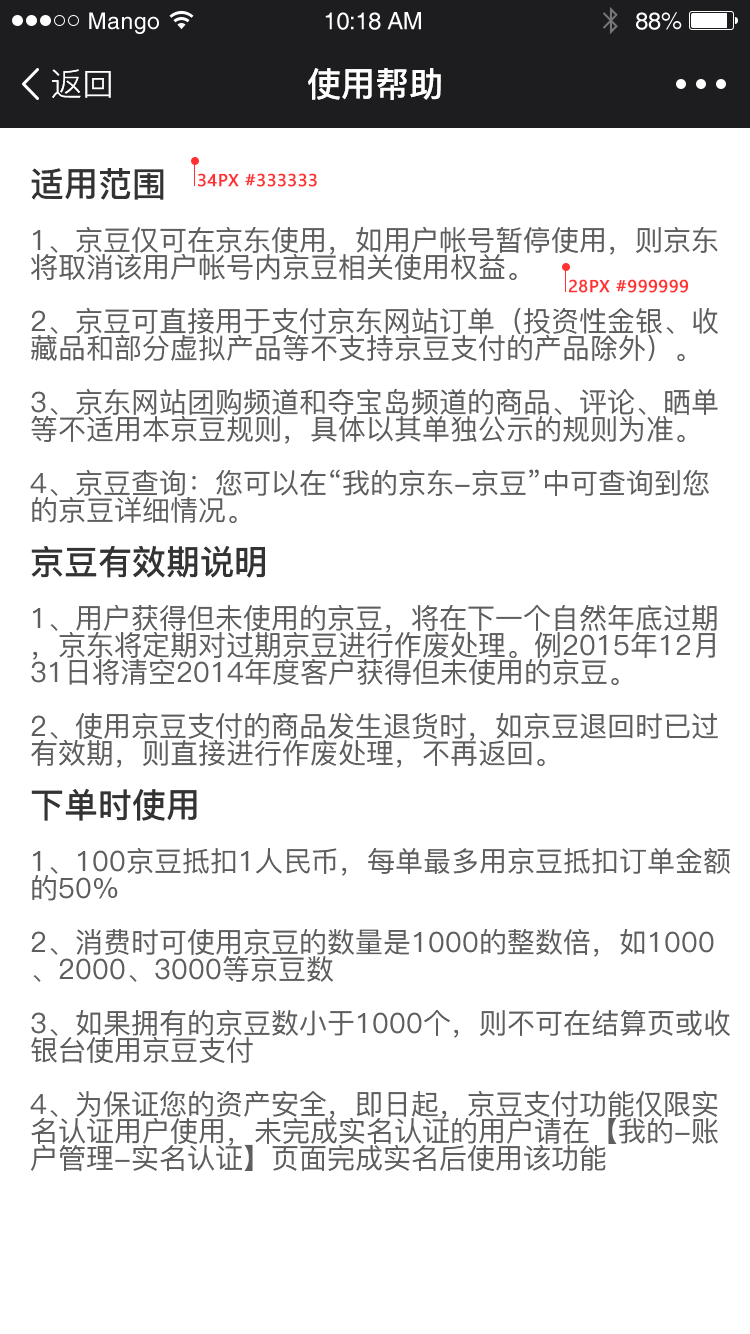 Mango 10:18 AM 88%
返回 使用帮助
适用范围 34PX #333333
1、京豆仅可在京东使用，如用户帐号暂停使用，则京东
将取消该用户帐号内京豆相关使用权益。
28PX #999999
2、京豆可直接用于支付京东网站订单（投资性金银、收
藏品和部分虚拟产品等不支持京豆支付的产品除外）。
3、京东网站团购频道和夺宝岛频道的商品、评论、晒单
等不适用本京豆规则，具体以其单独公示的规则为准。
4、京豆查询：您可以在“我的京东-京豆”中可查询到您
的京豆详细情况。
京豆有效期说明
1、用户获得但未使用的京豆，将在下一个自然年底过期
，京东将定期对过期京豆进行作废处理。例2015年12月
31日将清空2014年度客户获得但未使用的京豆。
2、使用京豆支付的商品发生退货时，如京豆退回时已过
有效期，则直接进行作废处理，不再返回。
下单时使用
1、100京豆抵扣1人民币，每单最多用京豆抵扣订单金额
的50%
2、消费时可使用京豆的数量是1000的整数倍，如1000
、2000、3000等京豆数
3、如果拥有的京豆数小于1000个，则不可在结算页或收
银台使用京豆支付
4、为保证您的资产安全，即日起，京豆支付功能仅限实
名认证用户使用，未完成实名认证的用户请在【我的-账
户管理-实名认证】页面完成实名后使用该功能